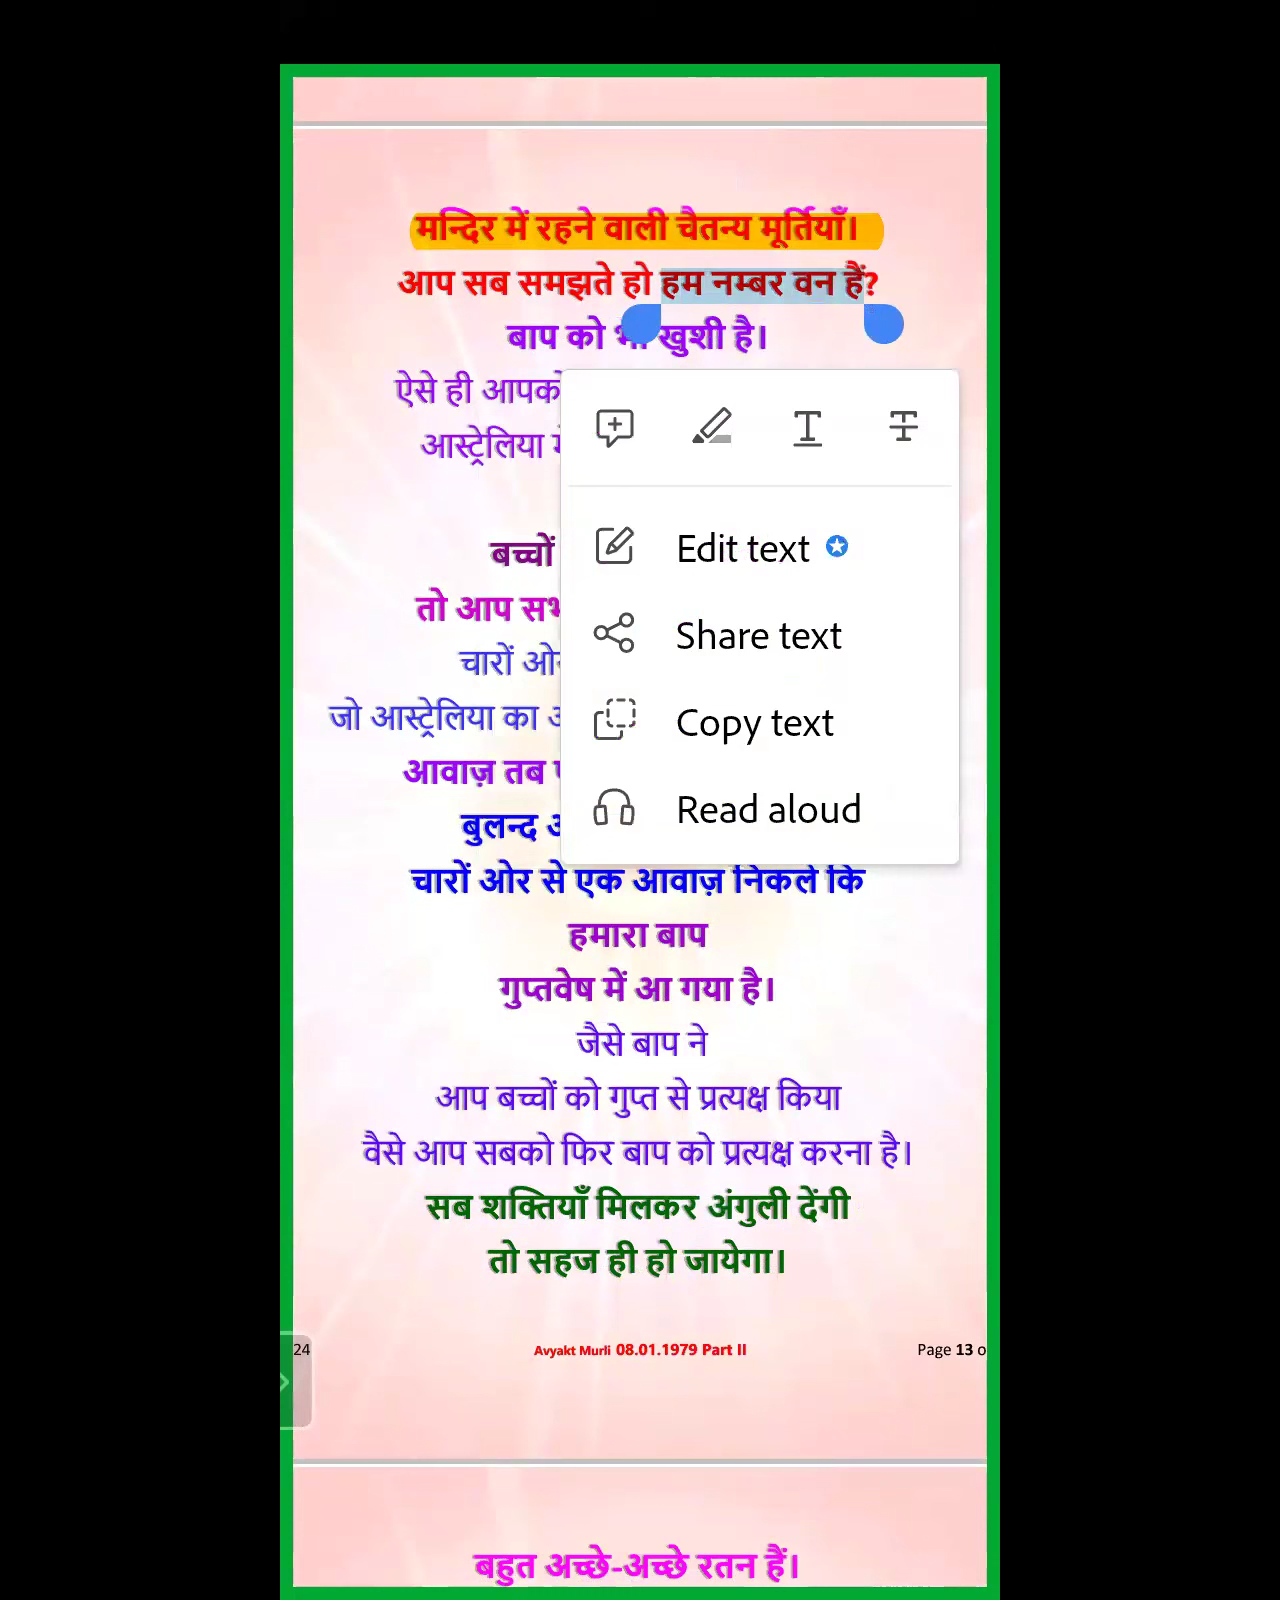 मन्दिर में रहने वाली चैतन्य मूर्तियाँ।
आप सब समझते हो हम नम्बर वन हैं?
बाप को खुशी है।
ऐसे ही
आस्ट्रेलिया
Edit text
बच्चों
तो आप
Share text
चारों
जो आस्ट्रेलिया का
Copy text
आवाज़ तब
बुलन्द
Read aloud
चारों ओर से एक आवाज़ निकले कि
हमारा बाप
गुप्तवेष में आ गया है।
जैसे बाप ने
आप बच्चों को गुप्त से प्रत्यक्ष किया
वैसे आप सबको फिर बाप को प्रत्यक्ष करना है।
सब शक्तियाँ मिलकर अंगुली देंगी
तो सहज ही हो जायेगा।
24 Avyakt Murli 08.01.1979 Part II Page 13
बहुत अच्छे-अच्छे रतन हैं।